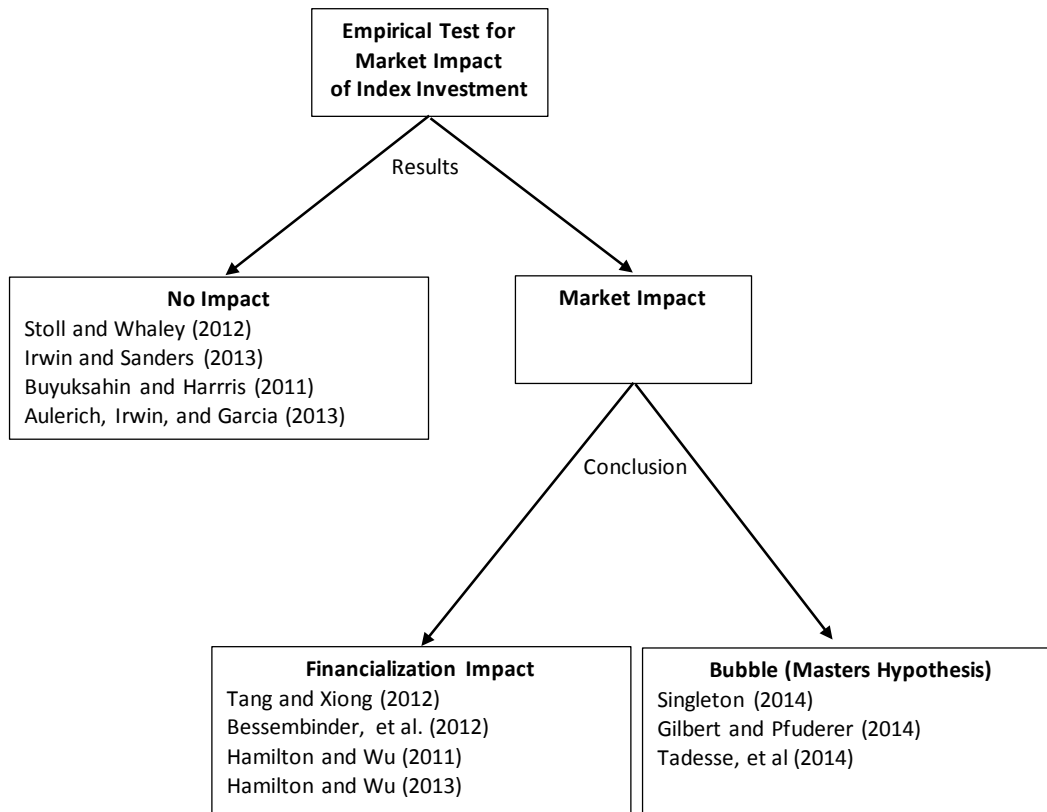 Empirical Test for
Market Impact
of Index Investment
Results
No Impact
Stoll and Whaley (2012)
Irwin and Sanders (2013)
Buyuksahin and Harrris (2011)
Aulerich, Irwin, and Garcia (2013)
Market Impact
Conclusion
Financialization Impact
Tang and Xiong (2012)
Bessembinder, et al. (2012)
Hamilton and Wu (2011)
Hamilton and Wu (2013)
Bubble (Masters Hypothesis)
Singleton (2014)
Gilbert and Pfuderer (2014)
Tadesse, et al (2014)